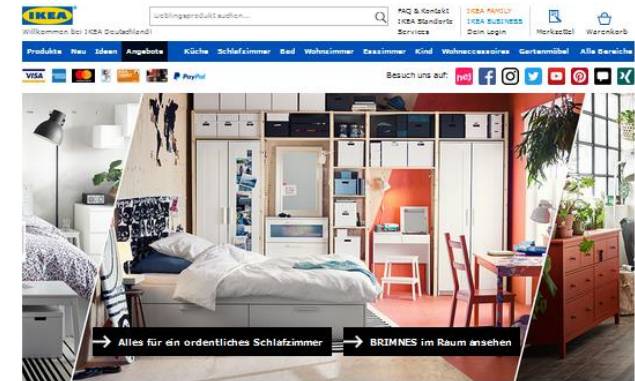 IKEA
Willkommen bei IKEA Deutschland!
Lieblingsprodukt suchen...
FAQ & Kontakt
IKEA Standorte
Services
IKEA FAMILY
IKEA BUSINESS
Dein Login
Merkzettel
Warenkorb
Produkte Neu Ideen Angebote Küche Schlafzimmer Bad Wohnzimmer Esszimmer Kind Wohnaccessoires Gartenmöbel Alle Bereiche
VISA PayPal
Besuch uns auf: hej
Alles für ein ordentliches Schlafzimmer
BRIMNES im Raum ansehen